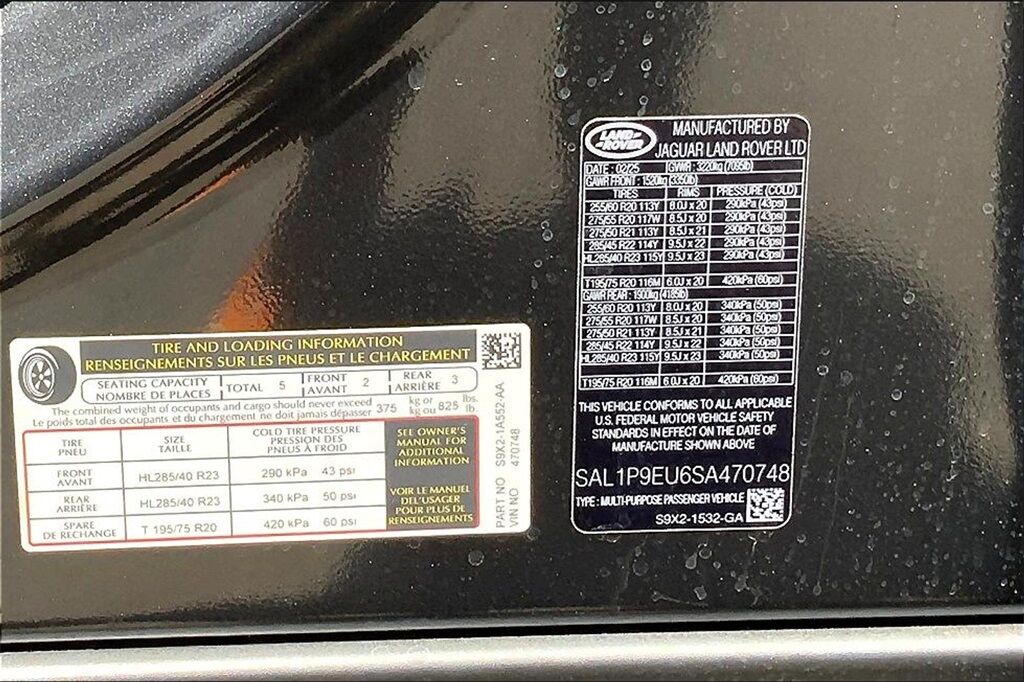 TIRE AND LOADING INFORMATION
RENSEIGNEMENTS SUR LES PNEUS ET LE CHARGEMENT
SEATING CAPACITY
NOMBRE DE PLACES
TOTAL 5
FRONT
AVANT 2
REAR
ARRIÈRE 3
The combined weight of occupants and cargo should never exceed 375 kg or 825 lbs.
Le poids total des occupants et du chargement ne doit jamais dépasser kg ou lb.
TIRE
PNEU
SIZE
TAILLE
COLD TIRE PRESSURE
PRESSION DES
PNEUS À FROID
FRONT
AVANT
HL285/40 R23
290 kPa 43 psi
REAR
ARRIÈRE
HL285/40 R23
340 kPa 50 psi
SPARE
DE RECHANGE
T 195/75 R20
420 kPa 60 psi
SEE OWNER'S
MANUAL FOR
ADDITIONAL
INFORMATION
VOIR LE MANUEL
DEL'USAGER
POUR PLUS DE
RENSEIGNEMENTS
PART NO S9X2-1A552-AA
VIN NO 470748
LAND-
-ROVER
MANUFACTURED BY
JAGUAR LAND ROVER LTD
DATE : 02/25 GVWR : 3220kg (7095lb)
GAWR FRONT : 1520kg (3350lb)
TIRES RIMS PRESSURE (COLD)
255/60 R20 113Y 8.0J x 20 290kPa (43psi)
275/55 R20 117W 8.5J x 20 290kPa (43psi)
275/50 R21 113Y 8.5J x 21 290kPa (43psi)
285/45 R22 114Y 9.5J x 22 290kPa (43psi)
HL285/40 R23 115Y 9.5J x 23 290kPa (43psi)
T195/75 R20 116M 6.0J x 20 420kPa (60psi)
GAWR REAR : 1900kg (4185lb)
255/60 R20 113Y 8.0J x 20 340kPa (50psi)
275/55 R20 117W 8.5J x 20 340kPa (50psi)
275/50 R21 113Y 8.5J x 21 340kPa (50psi)
285/45 R22 114Y 9.5J x 22 340kPa (50psi)
HL285/40 R23 115Y 9.5J x 23 340kPa (50psi)
T195/75 R20 116M 6.0J x 20 420kPa (60psi)
THIS VEHICLE CONFORMS TO ALL APPLICABLE
U.S. FEDERAL MOTOR VEHICLE SAFETY
STANDARDS IN EFFECT ON THE DATE OF
MANUFACTURE SHOWN ABOVE
SAL1P9EU6SA470748
TYPE : MULTI-PURPOSE PASSENGER VEHICLE
S9X2-1532-GA